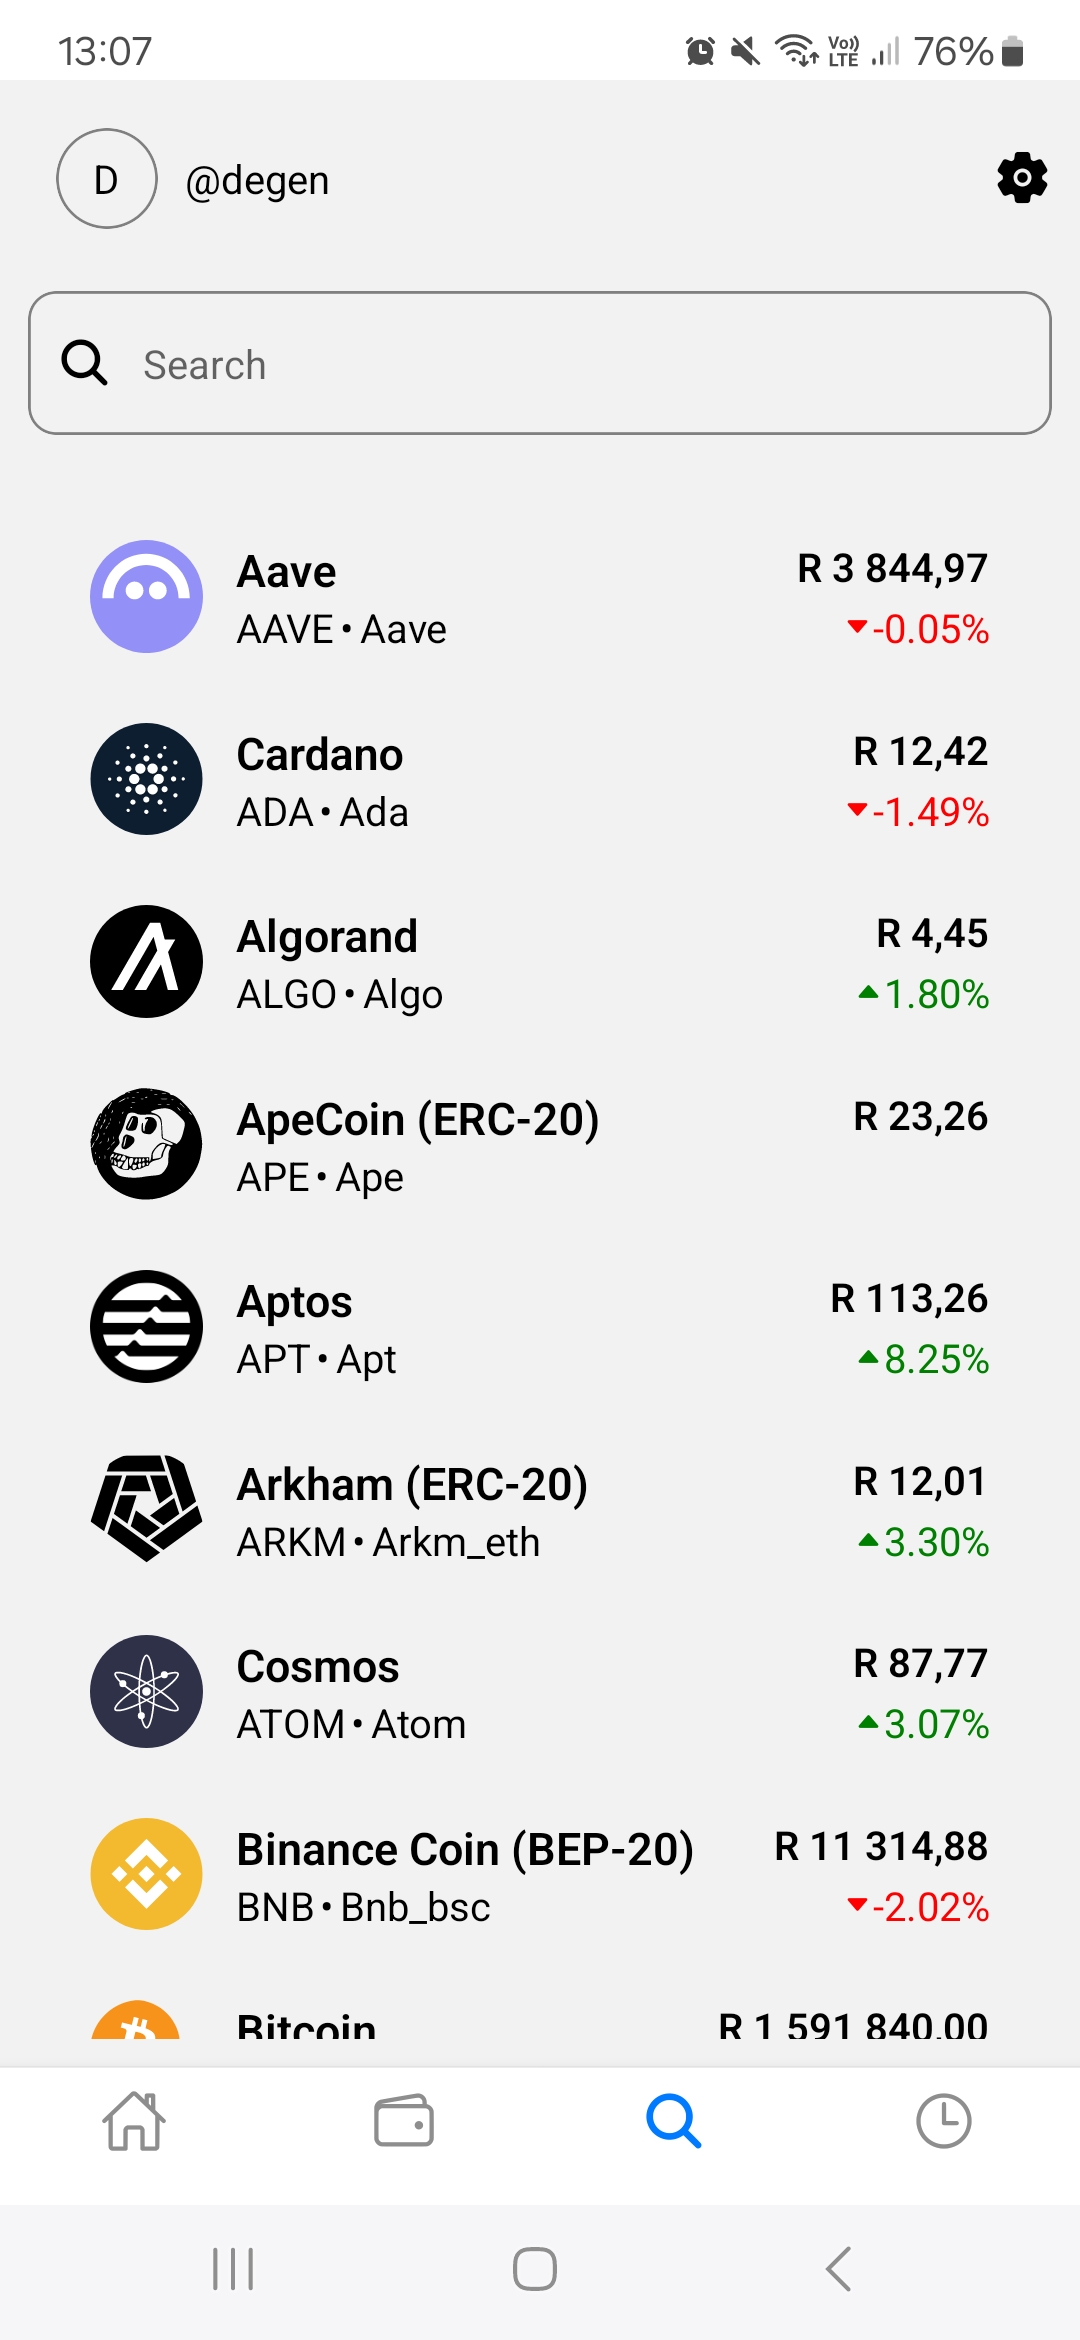 13:07
Vo)) LTE 76%
D @degen
Search
Aave R 3 844,97
AAVE • Aave -0.05%
Cardano R 12,42
ADA • Ada -1.49%
Algorand R 4,45
ALGO • Algo 1.80%
ApeCoin (ERC-20) R 23,26
APE • Ape
Aptos R 113,26
APT • Apt 8.25%
Arkham (ERC-20) R 12,01
ARKM • Arkm_eth 3.30%
Cosmos R 87,77
ATOM • Atom 3.07%
Binance Coin (BEP-20) R 11 314,88
BNB • Bnb_bsc -2.02%
Bitcoin R 1 591 840,00